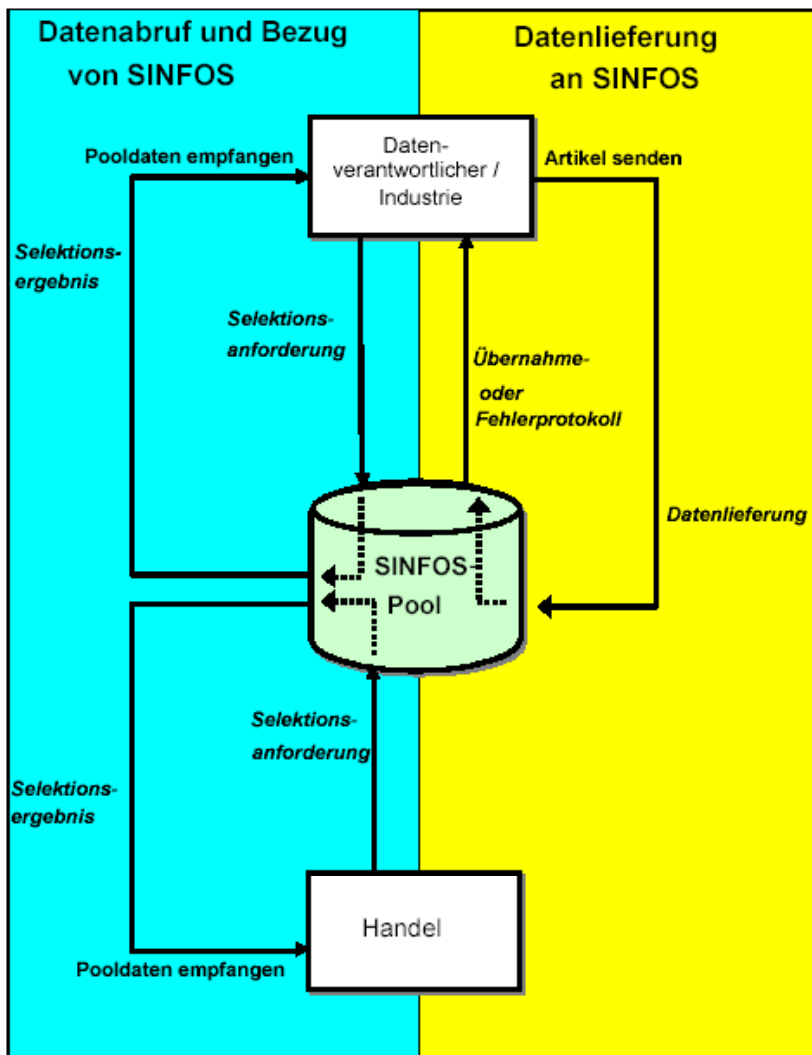 Datenabruf und Bezug
von SINFOS
Datenlieferung
an SINFOS
Daten-
verantwortlicher /
Industrie
Pooldaten empfangen
Artikel senden
Selektions-
ergebnis
Selektions-
anforderung
Übernahme-
oder
Fehlerprotokoll
Datenlieferung
SINFOS-
Pool
Selektions-
anforderung
Selektions-
ergebnis
Handel
Pooldaten empfangen